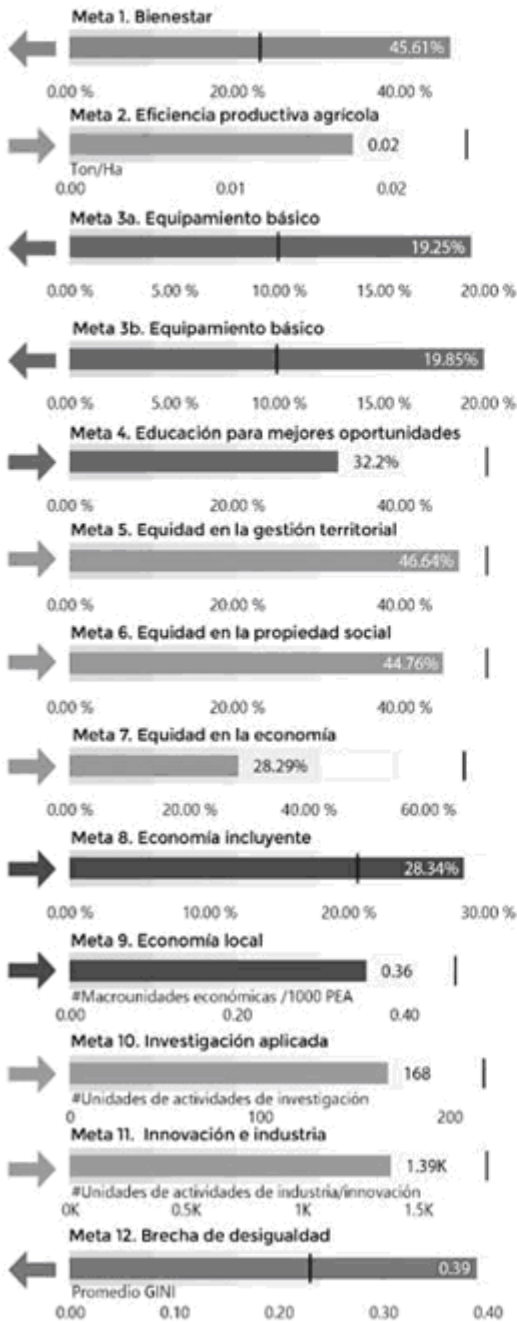 Meta 1. Bienestar
45.61%
0.00 % 20.00 % 40.00 %
Meta 2. Eficiencia productiva agrícola
0.02
Ton/Ha
0.00 0.01 0.02
Meta 3a. Equipamiento básico
19.25%
0.00 % 5.00 % 10.00 % 15.00 % 20.00 %
Meta 3b. Equipamiento básico
19.85%
0.00 % 5.00 % 10.00 % 15.00 % 20.00 %
Meta 4. Educación para mejores oportunidades
32.2%
0.00 % 20.00 % 40.00 %
Meta 5. Equidad en la gestión territorial
46.64%
0.00 % 20.00 % 40.00 %
Meta 6. Equidad en la propiedad social
44.76%
0.00 % 20.00 % 40.00 %
Meta 7. Equidad en la economía
28.29%
0.00 % 20.00 % 40.00 % 60.00 %
Meta 8. Economía incluyente
28.34%
0.00 % 10.00 % 20.00 % 30.00 %
Meta 9. Economía local
0.36
#Macrounidades económicas /1000 PEA
0.00 0.20 0.40
Meta 10. Investigación aplicada
168
#Unidades de actividades de investigación
0 100 200
Meta 11. Innovación e industria
1.39K
#Unidades de actividades de industria/innovación
0K 0.5K 1K 1.5K
Meta 12. Brecha de desigualdad
0.39
Promedio GINI
0.00 0.10 0.20 0.30 0.40